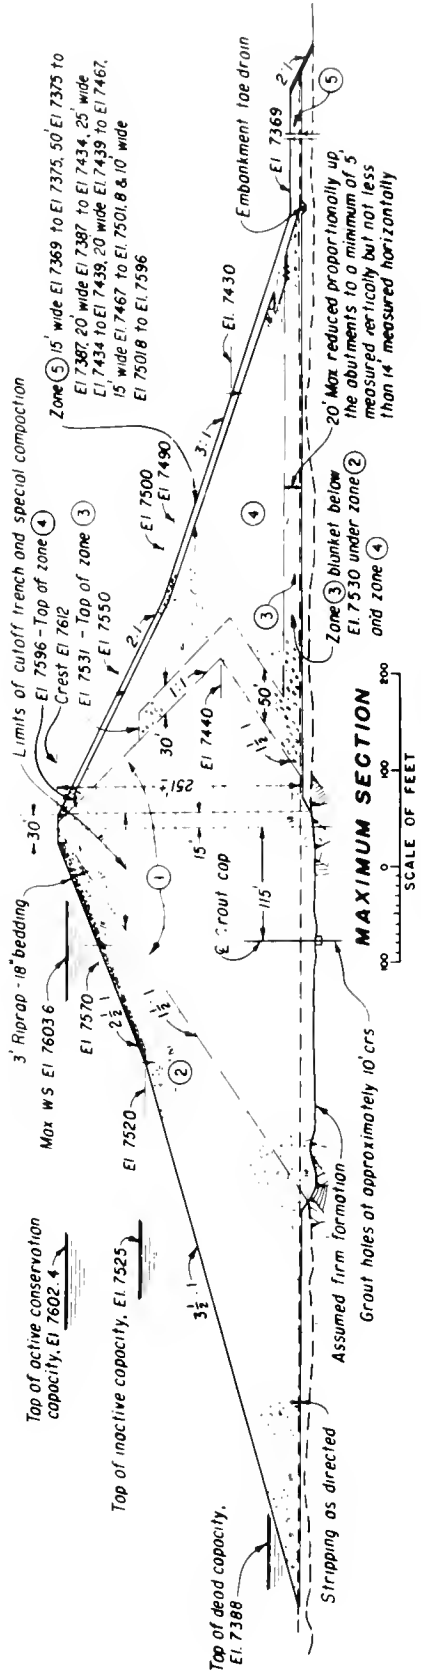 Top of active conservation
capacity, El 7602.4
Top of inactive capacity, El. 7525
Top of dead capacity,
El. 7388
Max WS El 7603 6
3' Riprap - 18" bedding
El 7570
El 7520
2½ 1
3½ . 1
1½ 1
Limits of cutoff trench and special compaction
El 7596 - Top of zone 4
Crest El 7612
El 7531 - Top of zone 3
El 7550
30'
2:1
El 7500
El 7490
3:1
El. 7430
Zone 5 15' wide El 7369 to El 7375, 50' El 7375 to
El 7387, 20' wide El 7387 to El 7434, 25' wide
El 7434 to El 7439, 20' wide El. 7439 to El 7467,
15' wide El. 7467 to El. 7501.8 & 10' wide
El 7501 8 to El. 7596
Embankment toe drain
El 7369
2:1
5
1
2
3
4
30'
1:1
El 7440
50'
1½ 1
251'±
15'
115'
℄ Grout cap
Zone 3 blanket below
El. 7530 under zone 2
and zone 4
20' Max reduced proportionally up
the abutments to a minimum of 5'
measured vertically but not less
than 14' measured horizontally
Stripping as directed
Assumed firm formation
Grout holes at approximately 10' crs
MAXIMUM SECTION
100 0 100 200
SCALE OF FEET